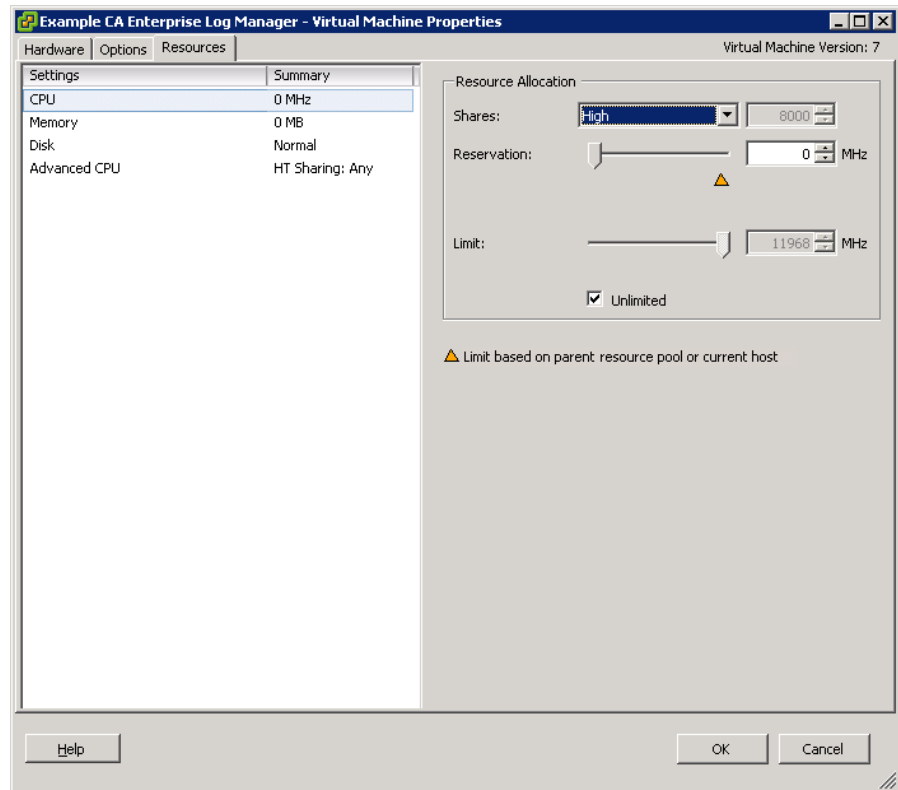 Example CA Enterprise Log Manager - Virtual Machine Properties
Hardware Options Resources Virtual Machine Version: 7
Settings Summary
CPU 0 MHz
Memory 0 MB
Disk Normal
Advanced CPU HT Sharing: Any
Resource Allocation
Shares: High 8000
Reservation: 0 MHz
Limit: 11968 MHz
Unlimited
Limit based on parent resource pool or current host
Help OK Cancel